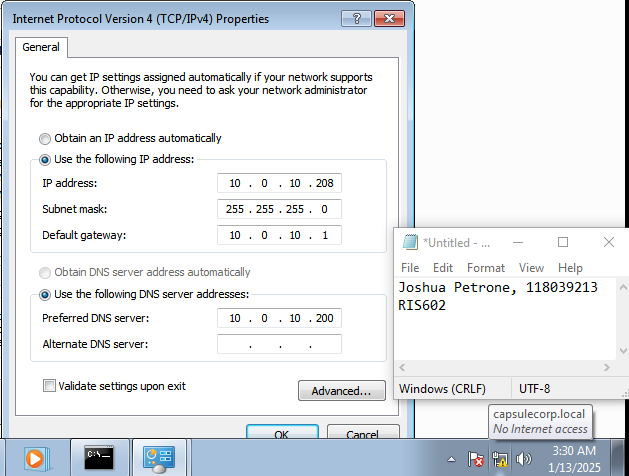 Internet Protocol Version 4 (TCP/IPv4) Properties
General
You can get IP settings assigned automatically if your network supports
this capability. Otherwise, you need to ask your network administrator
for the appropriate IP settings.
Obtain an IP address automatically
Use the following IP address:
IP address: 10 . 0 . 10 . 208
Subnet mask: 255 . 255 . 255 . 0
Default gateway: 10 . 0 . 10 . 1
Obtain DNS server address automatically
Use the following DNS server addresses:
Preferred DNS server: 10 . 0 . 10 . 200
Alternate DNS server: . . .
Validate settings upon exit
Advanced...
OK Cancel
*Untitled - ...
File Edit Format View Help
Joshua Petrone, 118039213
RIS602
Windows (CRLF) UTF-8
capsulecorp.local
No Internet access
C:\.
3:30 AM
1/13/2025